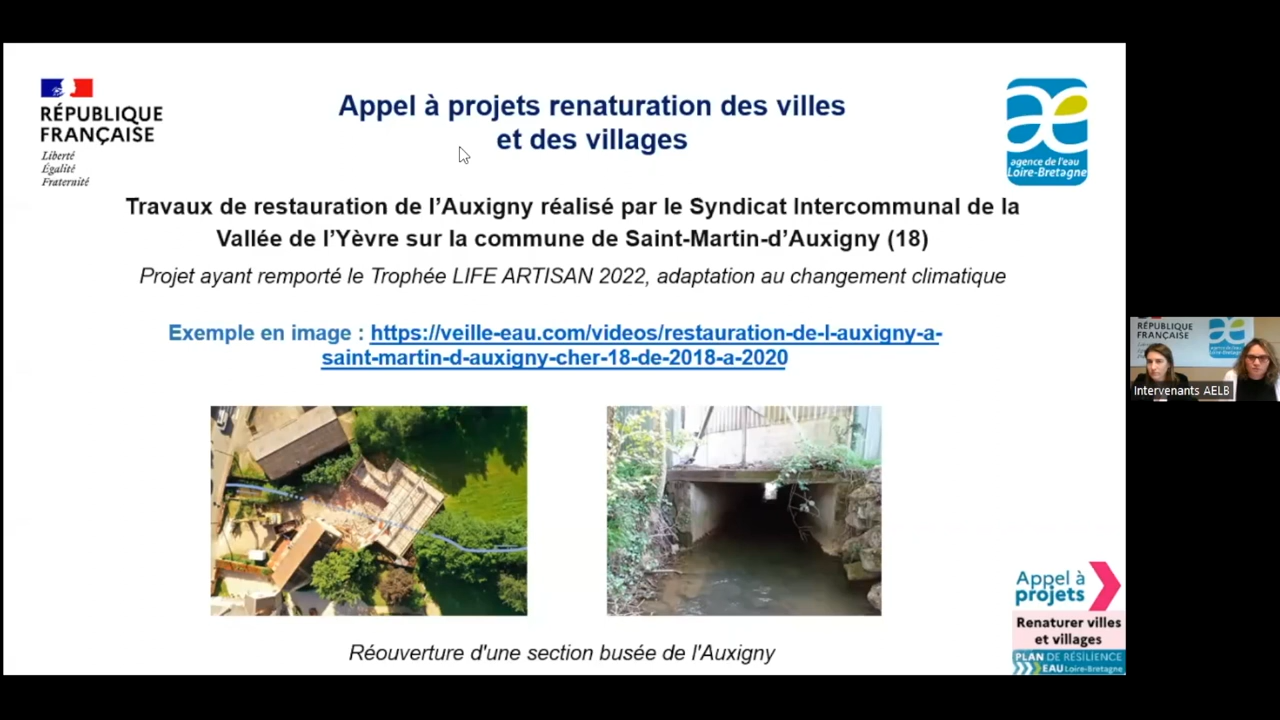 RÉPUBLIQUE
FRANÇAISE
Liberté
Égalité
Fraternité
Appel à projets renaturation des villes
et des villages
agence de l'eau
Loire-Bretagne
Travaux de restauration de l’Auxigny réalisé par le Syndicat Intercommunal de la
Vallée de l’Yèvre sur la commune de Saint-Martin-d’Auxigny (18)
Projet ayant remporté le Trophée LIFE ARTISAN 2022, adaptation au changement climatique
Exemple en image : https://veille-eau.com/videos/restauration-de-l-auxigny-a-
saint-martin-d-auxigny-cher-18-de-2018-a-2020
Réouverture d'une section busée de l'Auxigny
Appel à
projets
Renaturer villes
et villages
PLAN DE RÉSILIENCE
EAU Loire-Bretagne
RÉPUBLIQUE
FRANÇAISE
Intervenants AELB